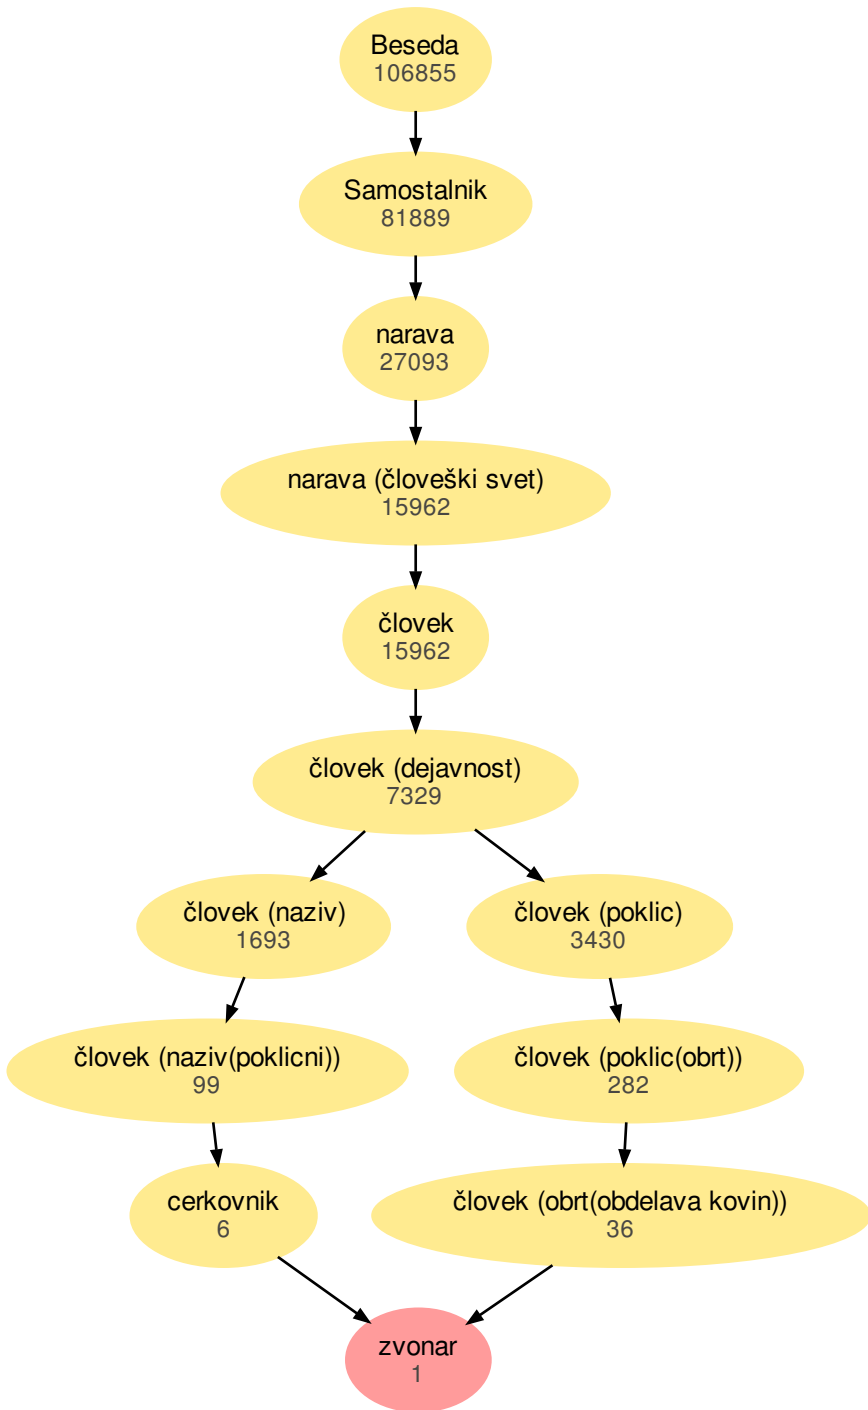 Beseda
106855
Samostalnik
81889
narava
27093
narava (človeški svet)
15962
človek
15962
človek (dejavnost)
7329
človek (naziv)
1693
človek (poklic)
3430
človek (naziv(poklicni))
99
človek (poklic(obrt))
282
cerkovnik
6
človek (obrt(obdelava kovin))
36
zvonar
1